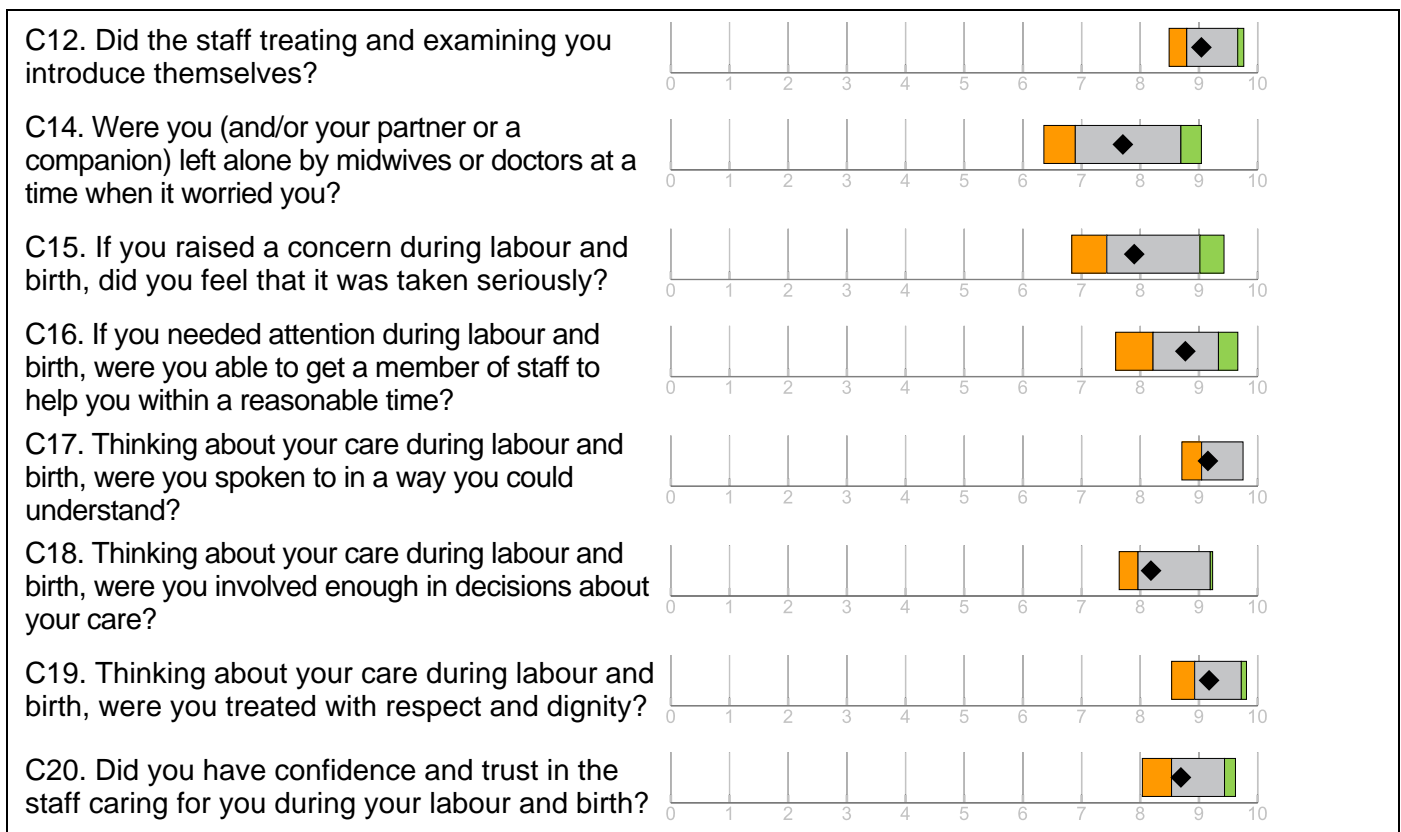 C12. Did the staff treating and examining you
introduce themselves?
0 1 2 3 4 5 6 7 8 9 10
C14. Were you (and/or your partner or a
companion) left alone by midwives or doctors at a
time when it worried you?
0 1 2 3 4 5 6 7 8 9 10
C15. If you raised a concern during labour and
birth, did you feel that it was taken seriously?
0 1 2 3 4 5 6 7 8 9 10
C16. If you needed attention during labour and
birth, were you able to get a member of staff to
help you within a reasonable time?
0 1 2 3 4 5 6 7 8 9 10
C17. Thinking about your care during labour and
birth, were you spoken to in a way you could
understand?
0 1 2 3 4 5 6 7 8 9 10
C18. Thinking about your care during labour and
birth, were you involved enough in decisions about
your care?
0 1 2 3 4 5 6 7 8 9 10
C19. Thinking about your care during labour and
birth, were you treated with respect and dignity?
0 1 2 3 4 5 6 7 8 9 10
C20. Did you have confidence and trust in the
staff caring for you during your labour and birth?
0 1 2 3 4 5 6 7 8 9 10